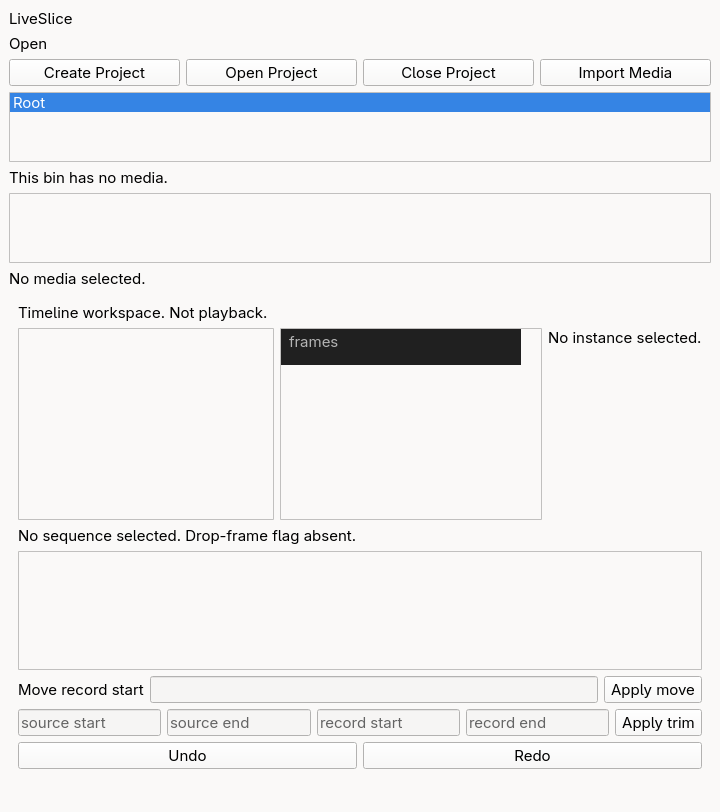 LiveSlice
Open
Create Project Open Project Close Project Import Media
Root
This bin has no media.
No media selected.
Timeline workspace. Not playback.
frames
No instance selected.
No sequence selected. Drop-frame flag absent.
Move record start Apply move
source start source end record start record end Apply trim
Undo Redo